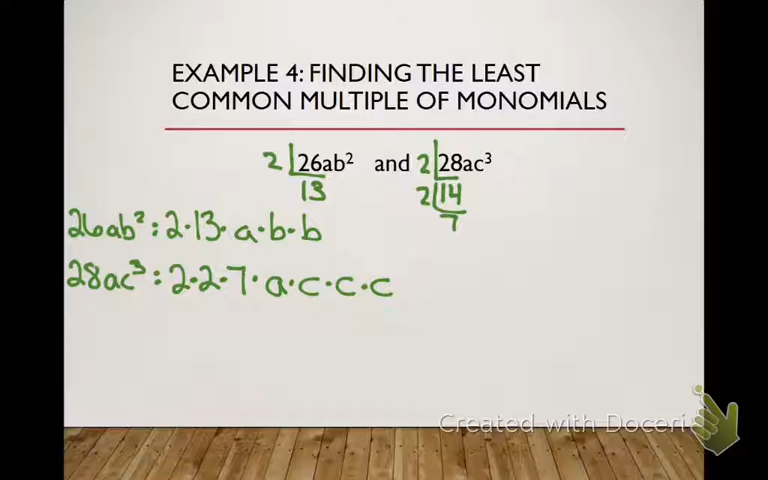 EXAMPLE 4: FINDING THE LEAST
COMMON MULTIPLE OF MONOMIALS
2 26ab² and 2 28ac³
13 2 14
7
26ab² : 2·13·a·b·b
28ac³ : 2·2·7·a·c·c·c
Created with Doceri